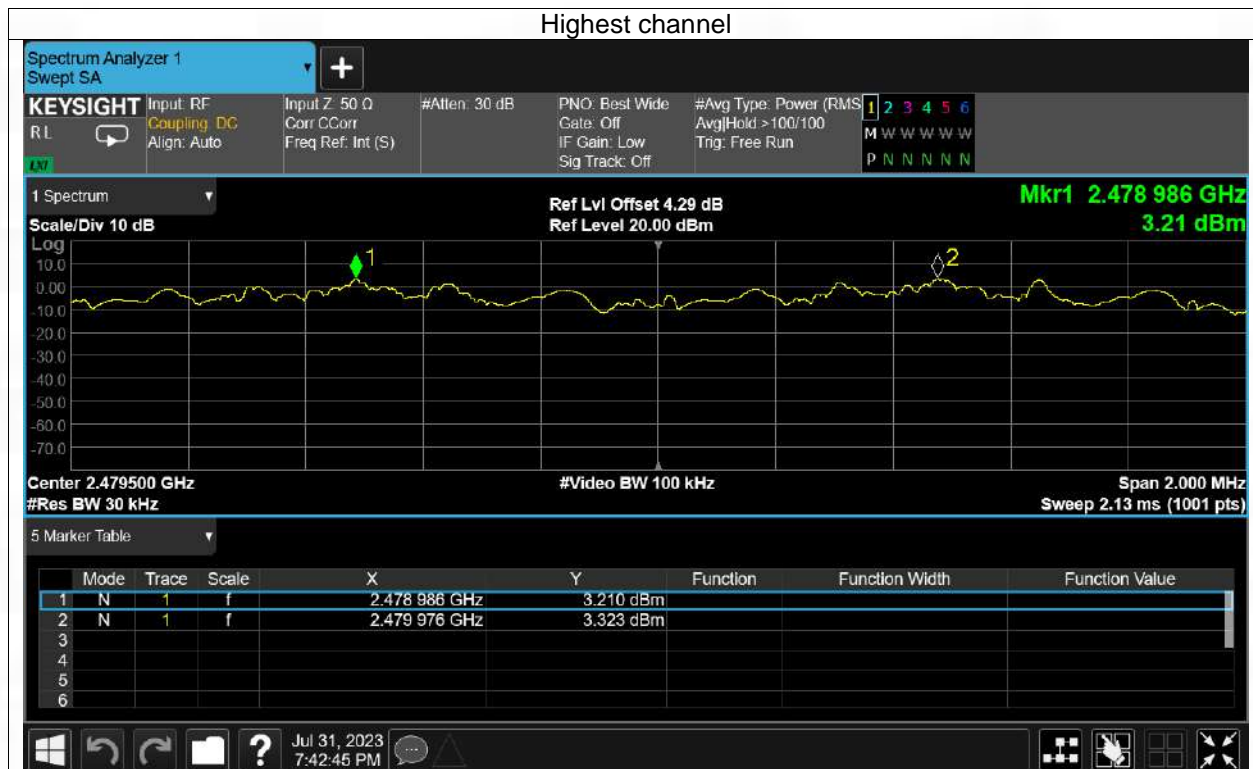 Highest channel
Spectrum Analyzer 1
Swept SA
KEYSIGHT
R L
LXI
Input: RF
Coupling: DC
Align: Auto
Input Z: 50 Ω
Corr CCorr
Freq Ref: Int (S)
#Atten: 30 dB
PNO: Best Wide
Gate: Off
IF Gain: Low
Sig Track: Off
#Avg Type: Power (RMS
Avg|Hold:>100/100
Trig: Free Run
1 2 3 4 5 6
M W W W W W
P N N N N N
1 Spectrum
Scale/Div 10 dB
Ref Lvl Offset 4.29 dB
Ref Level 20.00 dBm
Mkr1 2.478 986 GHz
3.21 dBm
Log
10.0
0.00
-10.0
-20.0
-30.0
-40.0
-50.0
-60.0
-70.0
1
2
Center 2.479500 GHz
#Video BW 100 kHz
Span 2.000 MHz
#Res BW 30 kHz
Sweep 2.13 ms (1001 pts)
5 Marker Table
Mode Trace Scale X Y Function Function Width Function Value
1 N 1 f 2.478 986 GHz 3.210 dBm
2 N 1 f 2.479 976 GHz 3.323 dBm
3
4
5
6
?
Jul 31, 2023
7:42:45 PM